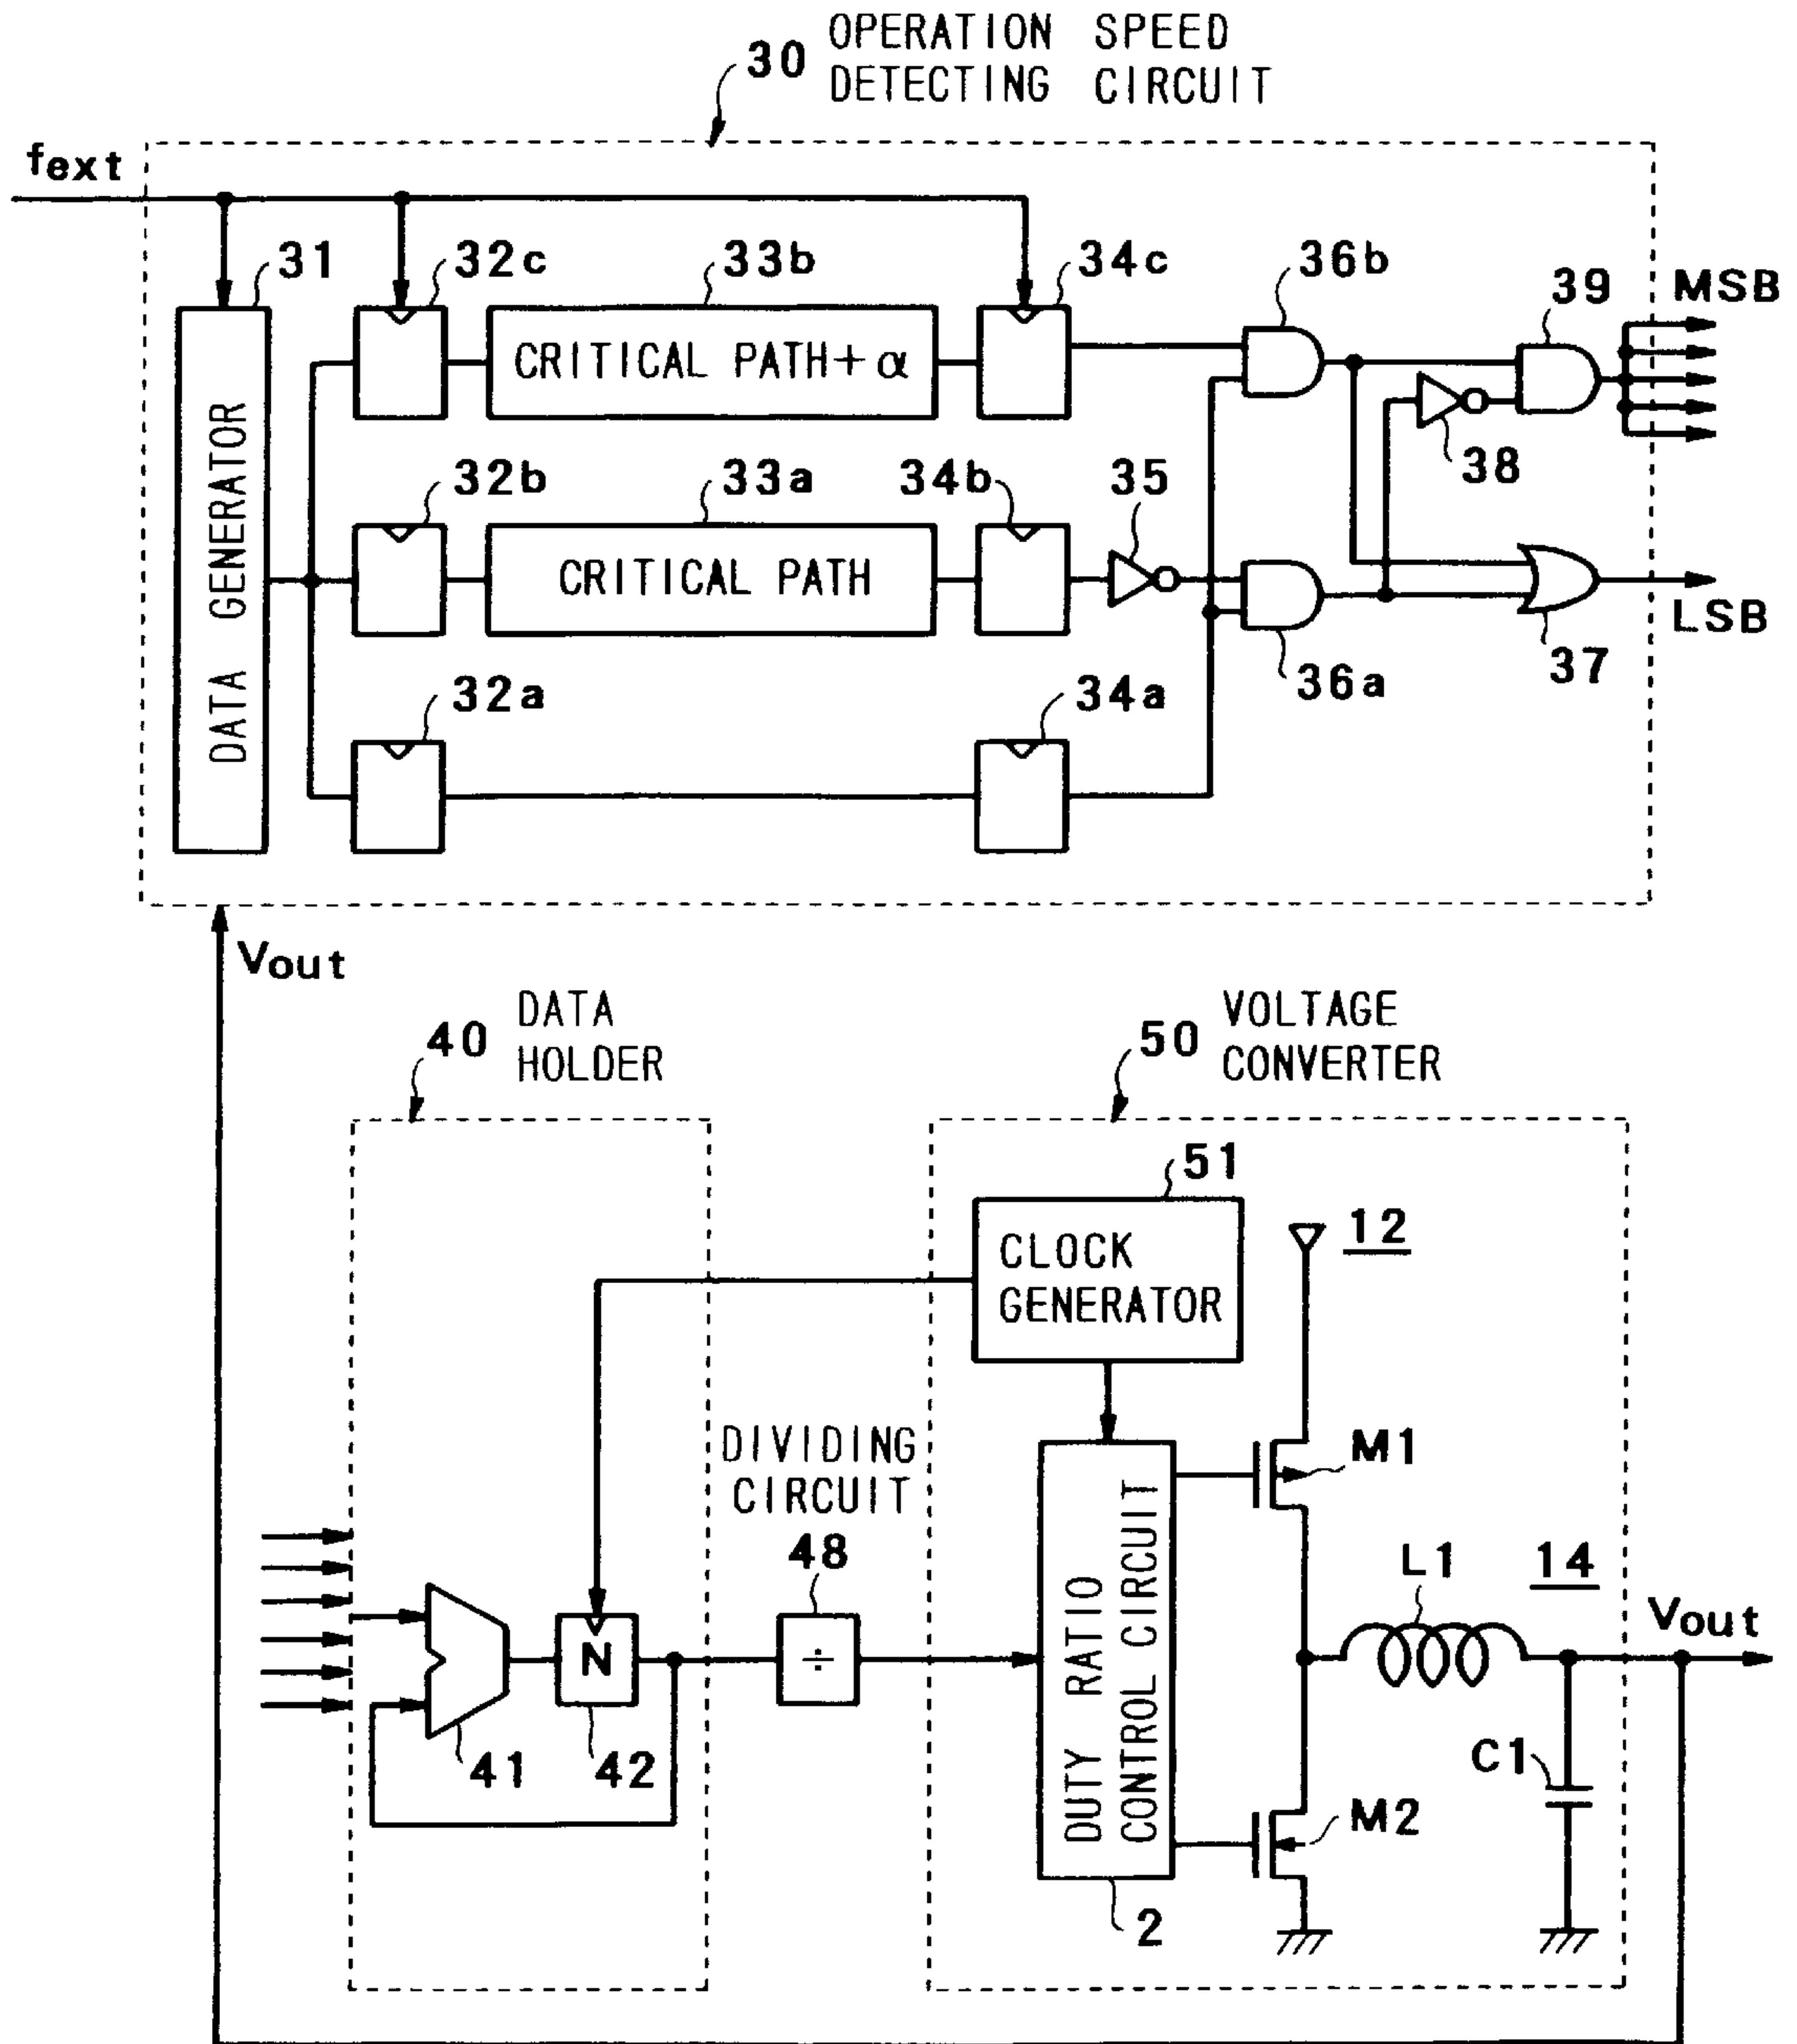 30 OPERATION SPEED
DETECTING CIRCUIT
fext
31
32c
33b
34c
36b
39
MSB
CRITICAL PATH+α
38
DATA GENERATOR
32b
33a
34b
35
CRITICAL PATH
LSB
37
36a
32a
34a
Vout
40 DATA
HOLDER
50 VOLTAGE
CONVERTER
51
CLOCK
GENERATOR
12
DIVIDING
CIRCUIT
48
M1
DUTY RATIO
CONTROL CIRCUIT
L1
14
Vout
N
÷
41
42
C1
M2
2